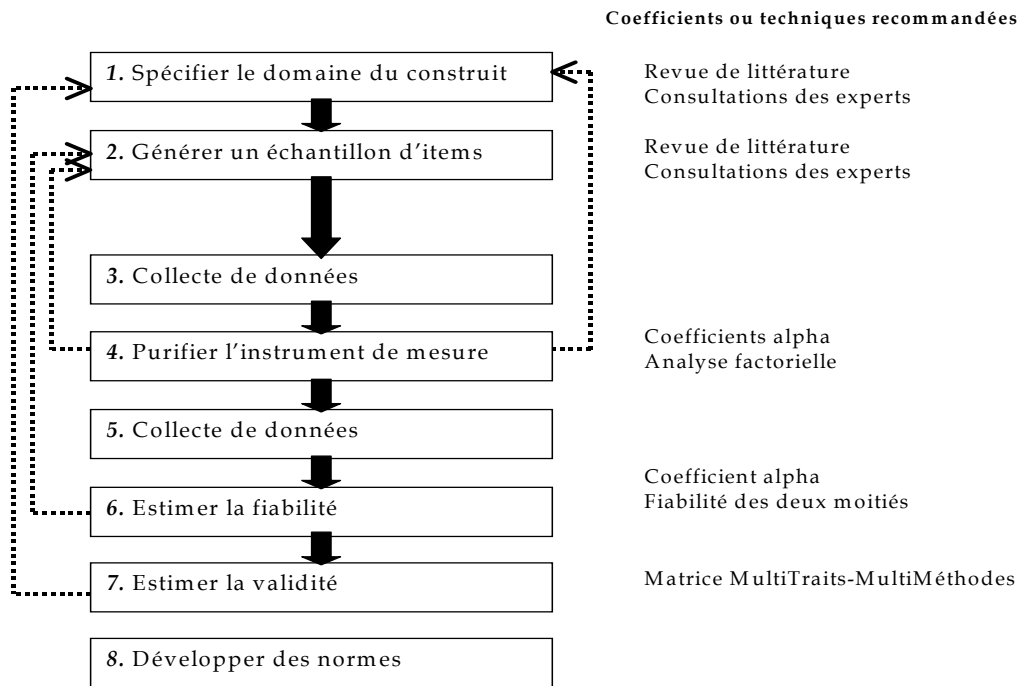 Coefficients ou techniques recommandées
1. Spécifier le domaine du construit
Revue de littérature
Consultations des experts
2. Générer un échantillon d'items
Revue de littérature
Consultations des experts
3. Collecte de données
4. Purifier l'instrument de mesure
Coefficients alpha
Analyse factorielle
5. Collecte de données
6. Estimer la fiabilité
Coefficient alpha
Fiabilité des deux moitiés
7. Estimer la validité
Matrice MultiTraits-MultiMéthodes
8. Développer des normes